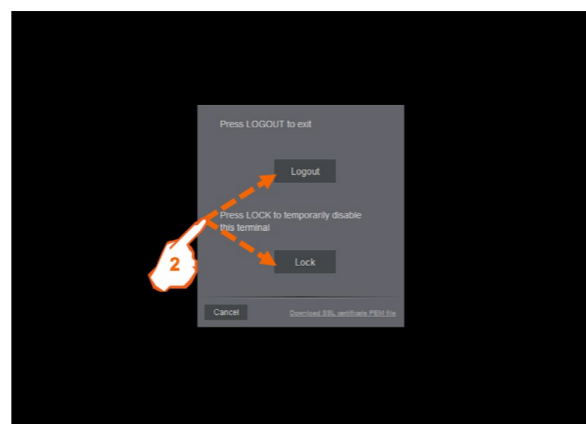 Press LOGOUT to exit
Logout
Press LOCK to temporarily disable
this terminal
2
Lock
Cancel
Download SSL certificate PEM file